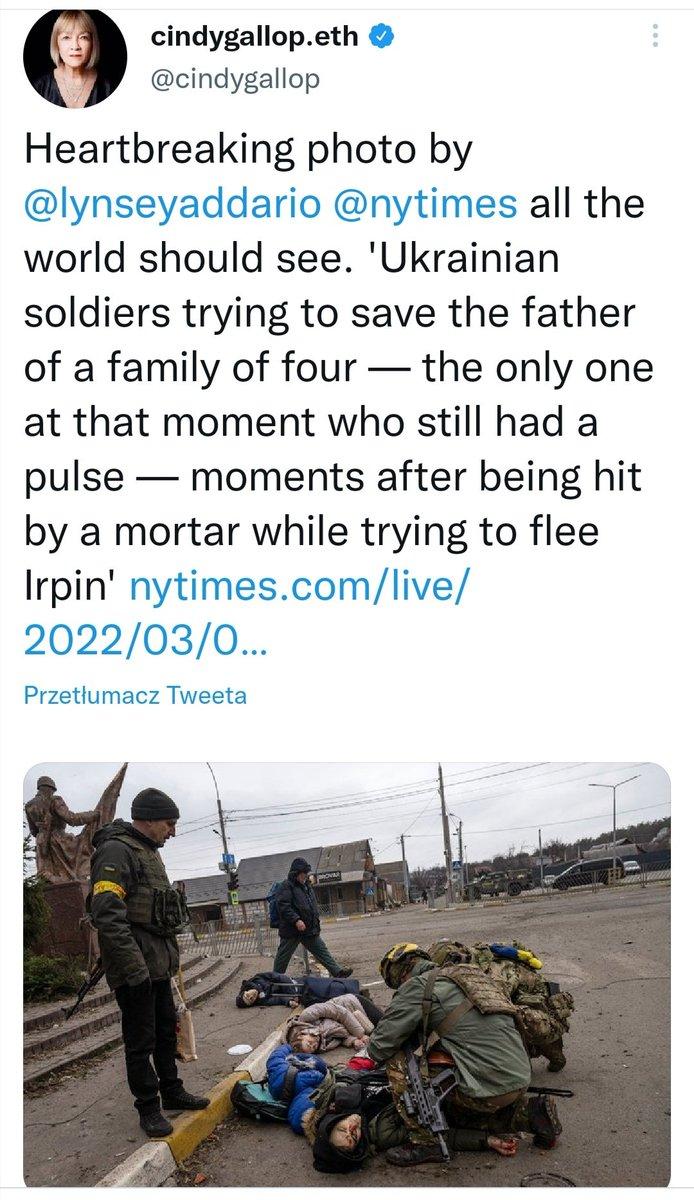 cindygallop.eth
@cindygallop
Heartbreaking photo by
@lynseyaddario @nytimes all the
world should see. 'Ukrainian
soldiers trying to save the father
of a family of four — the only one
at that moment who still had a
pulse — moments after being hit
by a mortar while trying to flee
Irpin' nytimes.com/live/
2022/03/0...
Przetłumacz Tweeta